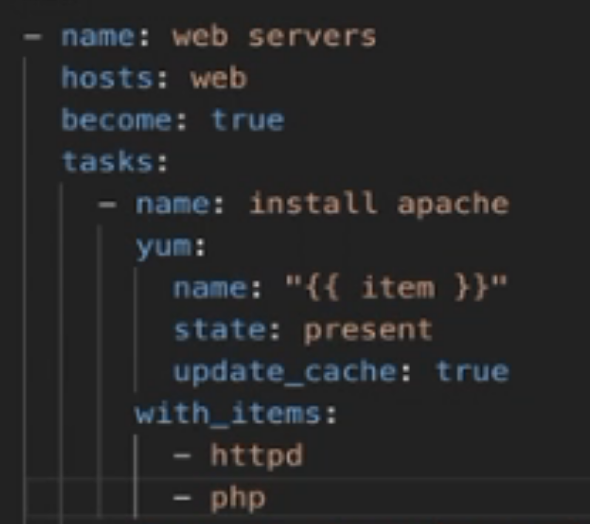 - name: web servers
  hosts: web
  become: true
  tasks:
    - name: install apache
      yum:
        name: "{{ item }}"
        state: present
        update_cache: true
      with_items:
        - httpd
        - php